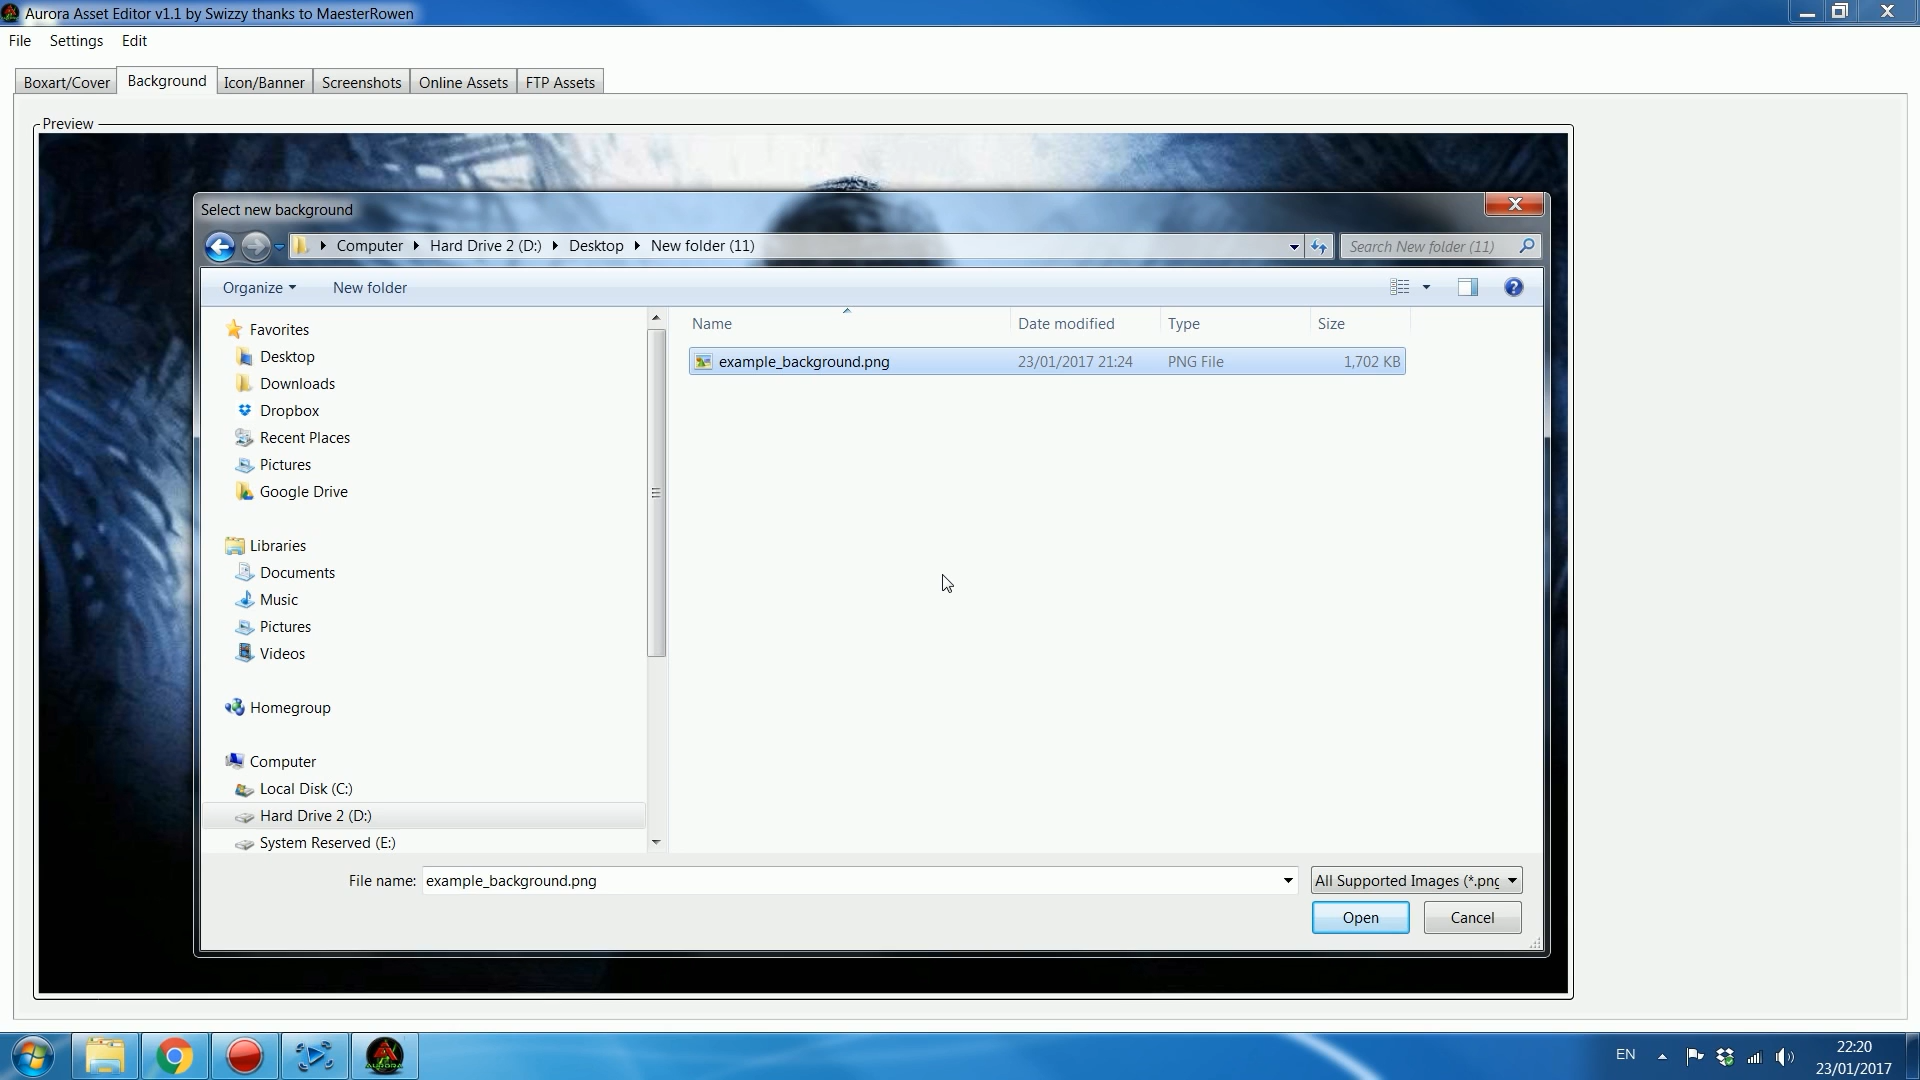 Aurora Asset Editor v1.1 by Swizzy thanks to MaesterRowen
File Settings Edit
Boxart/Cover Background Icon/Banner Screenshots Online Assets FTP Assets
Preview
Select new background
Computer Hard Drive 2 (D:) Desktop New folder (11) Search New folder (11)
Organize New folder
Favorites
Desktop
Downloads
Dropbox
Recent Places
Pictures
Google Drive
Libraries
Documents
Music
Pictures
Videos
Homegroup
Computer
Local Disk (C:)
Hard Drive 2 (D:)
System Reserved (E:)
Name Date modified Type Size
example_background.png 23/01/2017 21:24 PNG File 1,702 KB
File name: example_background.png All Supported Images (*.png
Open Cancel
AURORA
EN
22:20
23/01/2017